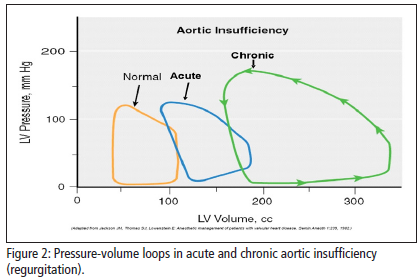 Aortic Insufficiency
Chronic
Normal Acute
200
100
0
LV Pressure, mm Hg
0 100 200 300
LV Volume, cc
(Adapted from Jackson JM, Thomas SJ, Lowenstein E: Anesthetic management of patients with valvular heart disease. Semin Anesth 1:239, 1982.)
Figure 2: Pressure-volume loops in acute and chronic aortic insufficiency
(regurgitation).